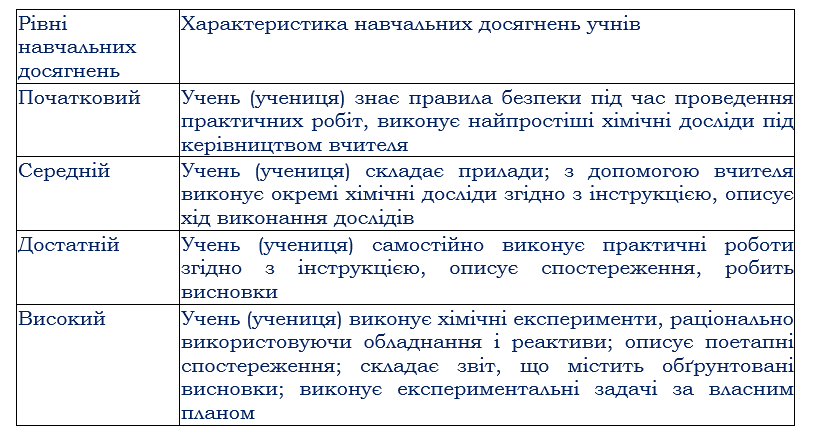 Рівні
навчальних
досягнень
Характеристика навчальних досягнень учнів
Початковий
Учень (учениця) знає правила безпеки під час проведення
практичних робіт, виконує найпростіші хімічні досліди під
керівництвом вчителя
Середній
Учень (учениця) складає прилади; з допомогою вчителя
виконує окремі хімічні досліди згідно з інструкцією, описує
хід виконання дослідів
Достатній
Учень (учениця) самостійно виконує практичні роботи
згідно з інструкцією, описує спостереження, робить
висновки
Високий
Учень (учениця) виконує хімічні експерименти, раціонально
використовуючи обладнання і реактиви; описує поетапні
спостереження; складає звіт, що містить обґрунтовані
висновки; виконує експериментальні задачі за власним
планом